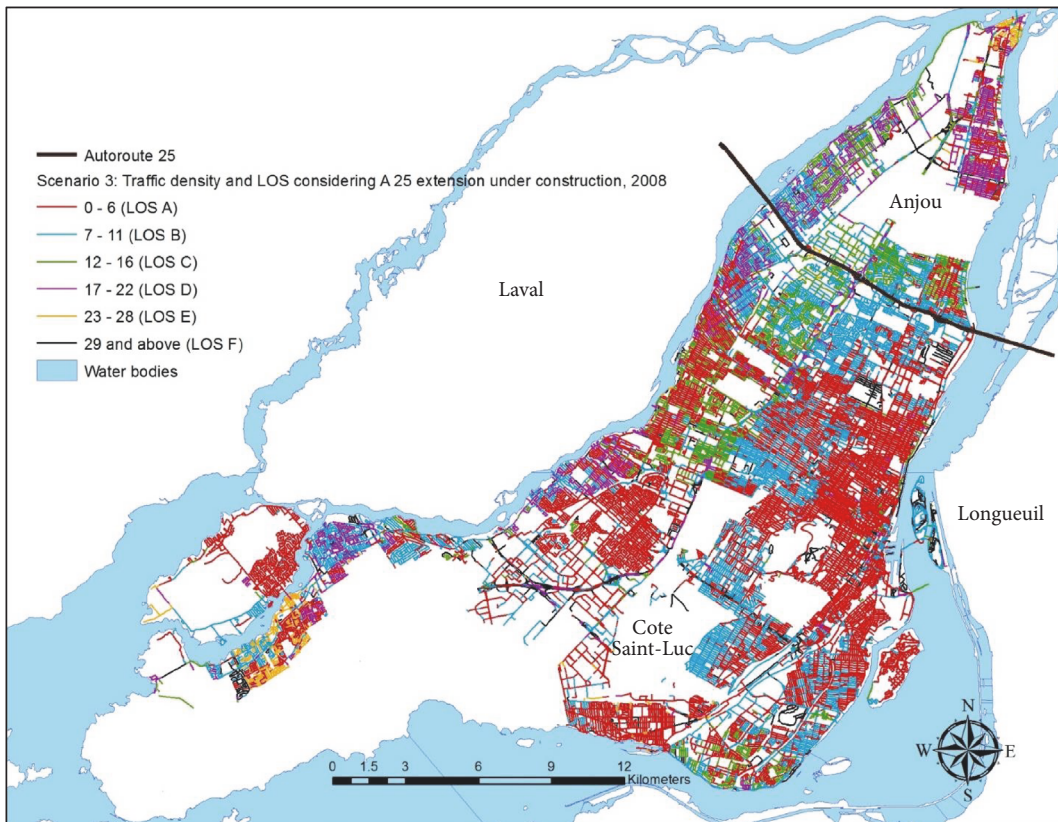 Autoroute 25
Scenario 3: Traffic density and LOS considering A 25 extension under construction, 2008
0 - 6 (LOS A)
7 - 11 (LOS B)
12 - 16 (LOS C)
17 - 22 (LOS D)
23 - 28 (LOS E)
29 and above (LOS F)
Water bodies
Anjou
Laval
Longueuil
Cote
Saint-Luc
N
W E
S
0 1.5 3 6 9 12
Kilometers